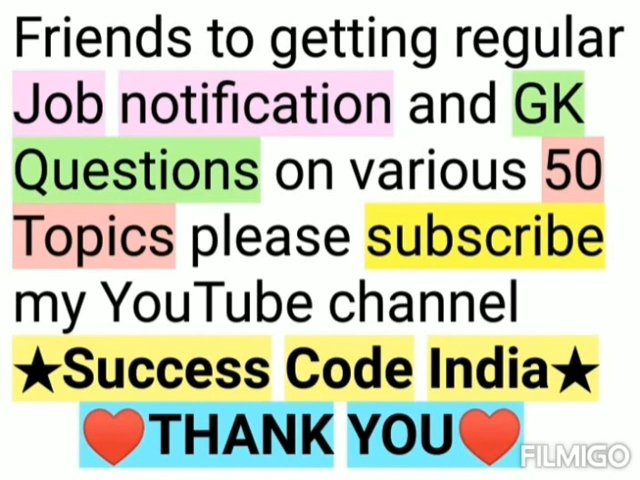 Friends to getting regular
Job notification and GK
Questions on various 50
Topics please subscribe
my YouTube channel
★Success Code India★
❤️THANK YOU❤️
FILMIGO